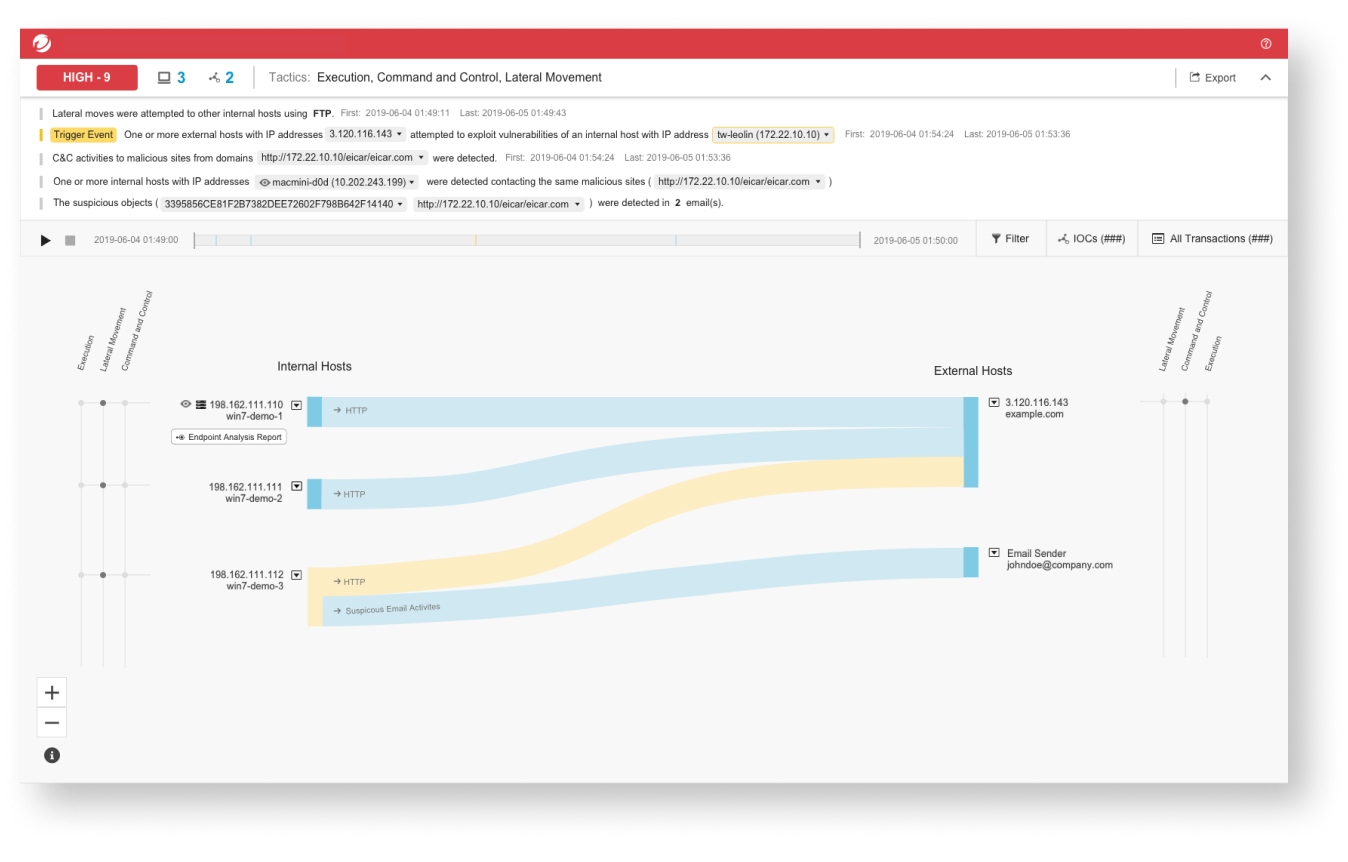 HIGH - 9 3 2 Tactics: Execution, Command and Control, Lateral Movement Export
Lateral moves were attempted to other internal hosts using FTP. First: 2019-06-04 01:49:11 Last: 2019-06-05 01:49:43
Trigger Event One or more external hosts with IP addresses 3.120.116.143 attempted to exploit vulnerabilities of an internal host with IP address tw-leolin (172.22.10.10) First: 2019-06-04 01:54:24 Last: 2019-06-05 01:53:36
C&C activities to malicious sites from domains http://172.22.10.10/eicar/eicar.com were detected. First: 2019-06-04 01:54:24 Last: 2019-06-05 01:53:36
One or more internal hosts with IP addresses macmini-d0d (10.202.243.199) were detected contacting the same malicious sites ( http://172.22.10.10/eicar/eicar.com )
The suspicious objects ( 3395856CE81F2B7382DEE72602F798B642F14140 http://172.22.10.10/eicar/eicar.com ) were detected in 2 email(s).
2019-06-04 01:49:00 2019-06-05 01:50:00 Filter IOCs (###) All Transactions (###)
Execution
Lateral Movement
Command and Control
Internal Hosts
External Hosts
Lateral Movement
Command and Control
Execution
198.162.111.110
win7-demo-1
Endpoint Analysis Report
→ HTTP
3.120.116.143
example.com
198.162.111.111
win7-demo-2
→ HTTP
198.162.111.112
win7-demo-3
→ HTTP
→ Suspicous Email Activites
Email Sender
johndoe@company.com